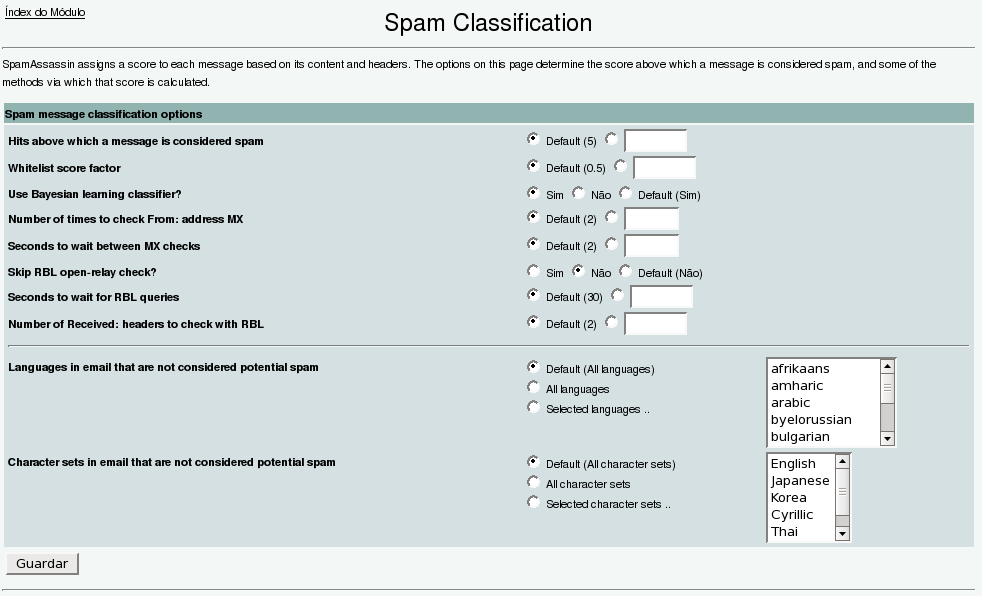 Índice do Módulo
Spam Classification
SpamAssassin assigns a score to each message based on its content and headers. The options on this page determine the score above which a message is considered spam, and some of the
methods via which that score is calculated.
Spam message classification options
Hits above which a message is considered spam Default (5)
Whitelist score factor Default (0.5)
Use Bayesian learning classifier? Sim Não Default (Sim)
Number of times to check From: address MX Default (2)
Seconds to wait between MX checks Default (2)
Skip RBL open-relay check? Sim Não Default (Não)
Seconds to wait for RBL queries Default (30)
Number of Received: headers to check with RBL Default (2)
Languages in email that are not considered potential spam Default (All languages)
All languages
Selected languages ..
afrikaans
amharic
arabic
byelorussian
bulgarian
Character sets in email that are not considered potential spam Default (All character sets)
All character sets
Selected character sets ..
English
Japanese
Korea
Cyrillic
Thai
Guardar